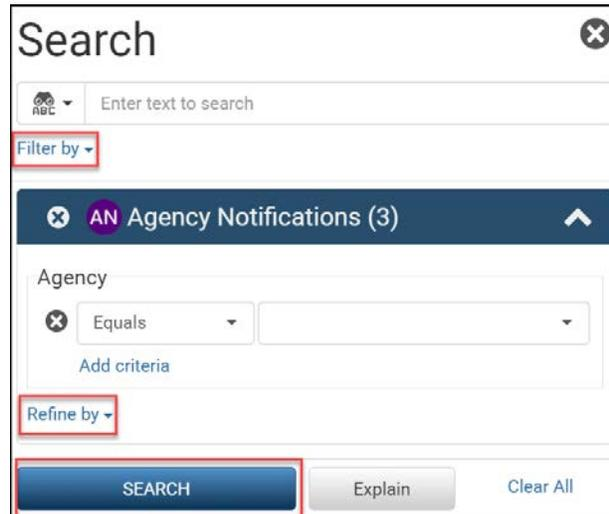 Search
ABC
Enter text to search
Filter by
AN Agency Notifications (3)
Agency
Equals
Add criteria
Refine by
SEARCH Explain Clear All